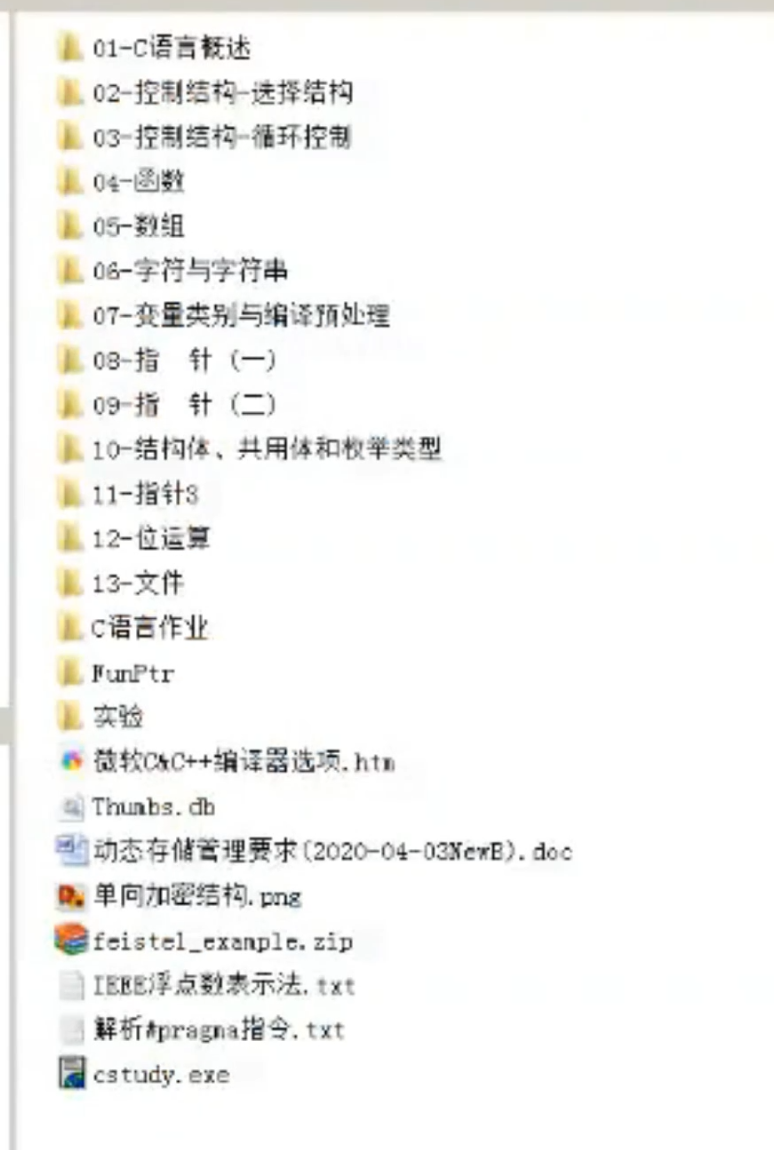 01-C语言概述
02-控制结构-选择结构
03-控制结构-循环控制
04-函数
05-数组
06-字符与字符串
07-变量类别与编译预处理
08-指　针（一）
09-指　针（二）
10-结构体、共用体和枚举类型
11-指针3
12-位运算
13-文件
C语言作业
FunPtr
实验
微软C&C++编译器选项.htm
Thumbs.db
动态存储管理要求(2020-04-03NewB).doc
单向加密结构.png
feistel_example.zip
IEEE浮点数表示法.txt
解析#pragma指令.txt
cstudy.exe